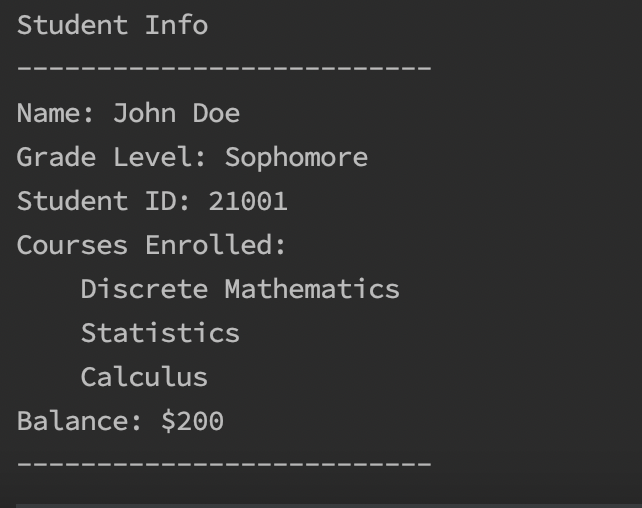 Student Info
--------------------------
Name: John Doe
Grade Level: Sophomore
Student ID: 21001
Courses Enrolled:
    Discrete Mathematics
    Statistics
    Calculus
Balance: $200
--------------------------